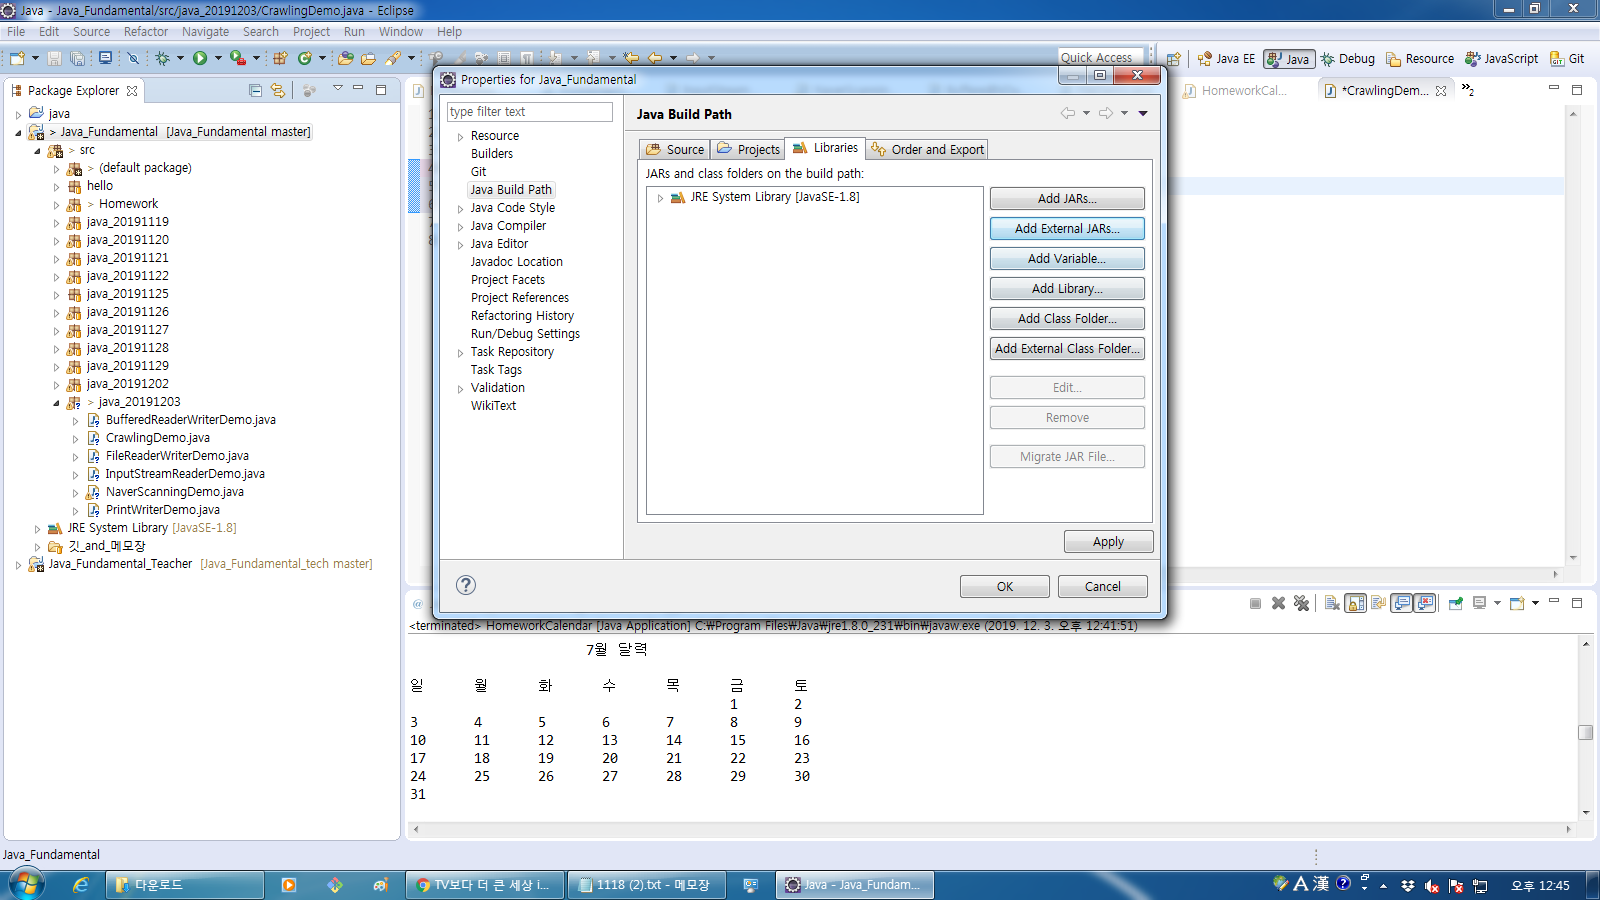 Java - Java_Fundamental/src/java_20191203/CrawlingDemo.java - Eclipse
File Edit Source Refactor Navigate Search Project Run Window Help
Quick Access
Java EE Java Debug Resource JavaScript Git
Package Explorer
HomeworkCal...
*CrawlingDem...
2
java
> Java_Fundamental [Java_Fundamental master]
> src
> (default package)
hello
> Homework
java_20191119
java_20191120
java_20191121
java_20191122
java_20191125
java_20191126
java_20191127
java_20191128
java_20191129
java_20191202
> java_20191203
BufferedReaderWriterDemo.java
CrawlingDemo.java
FileReaderWriterDemo.java
InputStreamReaderDemo.java
NaverScanningDemo.java
PrintWriterDemo.java
JRE System Library [JavaSE-1.8]
깃_and_메모장
Java_Fundamental_Teacher [Java_Fundamental_tech master]
Properties for Java_Fundamental
type filter text
Resource
Builders
Git
Java Build Path
Java Code Style
Java Compiler
Java Editor
Javadoc Location
Project Facets
Project References
Refactoring History
Run/Debug Settings
Task Repository
Task Tags
Validation
WikiText
Java Build Path
Source Projects Libraries Order and Export
JARs and class folders on the build path:
JRE System Library [JavaSE-1.8]
Add JARs...
Add External JARs...
Add Variable...
Add Library...
Add Class Folder...
Add External Class Folder...
Edit...
Remove
Migrate JAR File...
Apply
OK Cancel
<terminated> HomeworkCalendar [Java Application] C:₩Program Files₩Java₩jre1.8.0_231₩bin₩javaw.exe (2019. 12. 3. 오후 12:41:51)
7월 달력
일 월 화 수 목 금 토
1 2
3 4 5 6 7 8 9
10 11 12 13 14 15 16
17 18 19 20 21 22 23
24 25 26 27 28 29 30
31
Java_Fundamental
다운로드
TV보다 더 큰 세상 i...
1118 (2).txt - 메모장
Java - Java_Fundam...
A 漢
오후 12:45